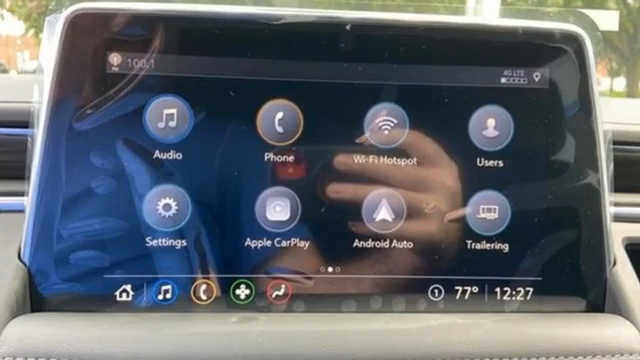 100.1
4G LTE
Audio Phone Wi-Fi Hotspot Users
Settings Apple CarPlay Android Auto Trailering
1 77° 12:27